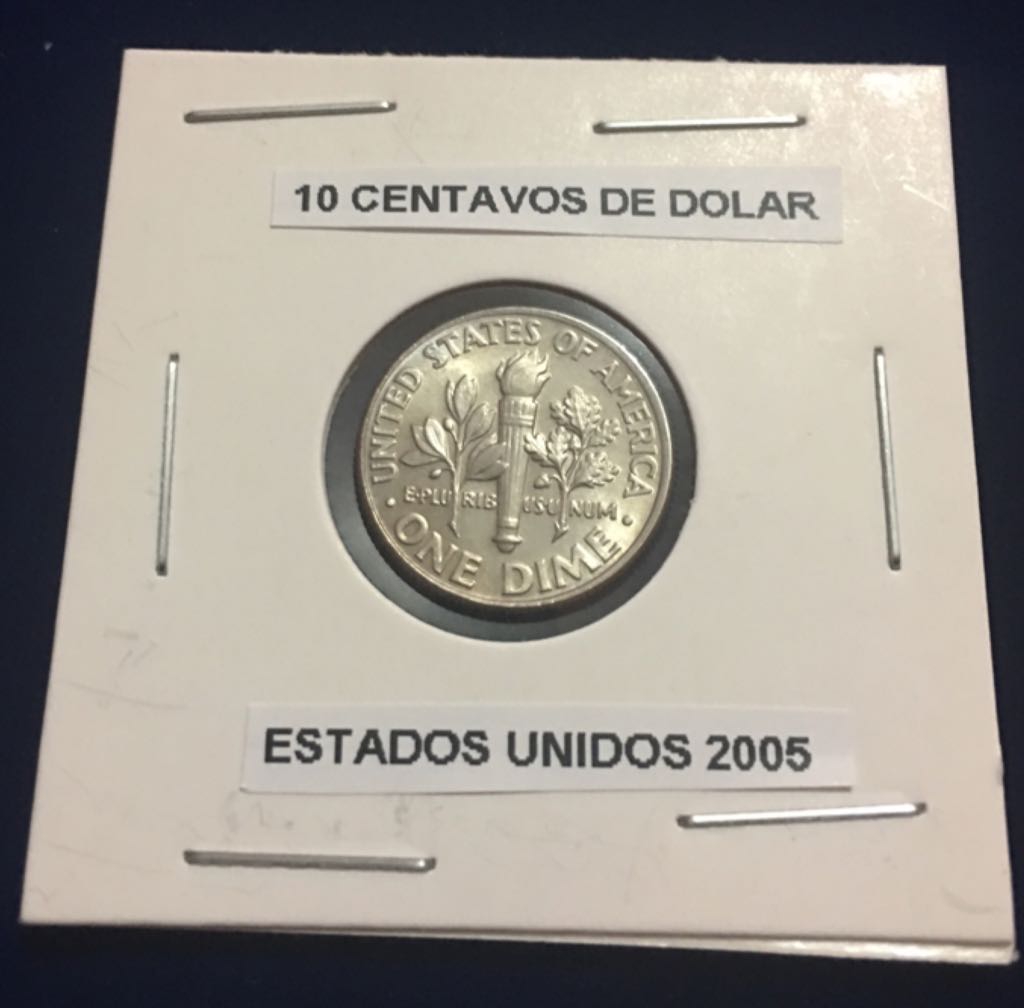 10 CENTAVOS DE DOLAR
UNITED STATES OF AMERICA
E·PLURIBUS·UNUM
ONE DIME
ESTADOS UNIDOS 2005